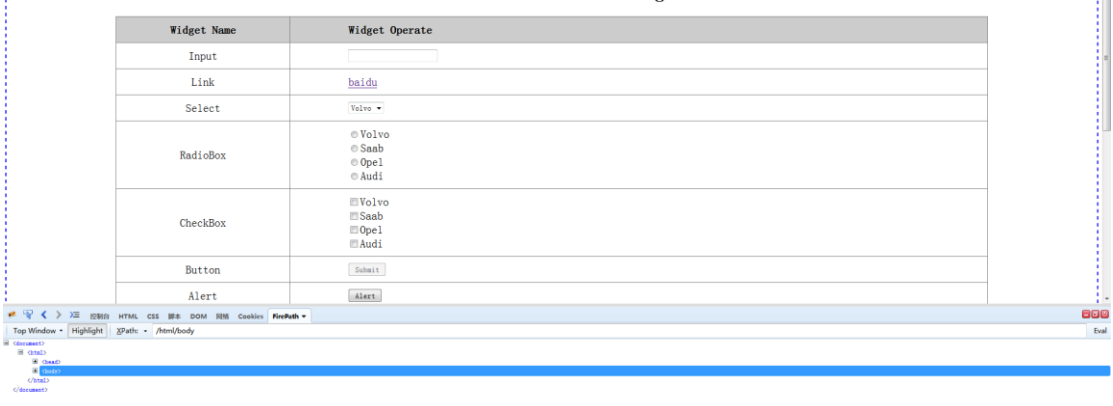 Widget Name Widget Operate
Input
Link baidu
Select Volvo
RadioBox
Volvo
Saab
Opel
Audi
CheckBox
Volvo
Saab
Opel
Audi
Button Submit
Alert Alert
控制台 HTML CSS 脚本 DOM 网络 Cookies FirePath
Top Window Highlight XPath: /html/body Eval
<document>
<html>
<head>
<body>
</html>
</document>